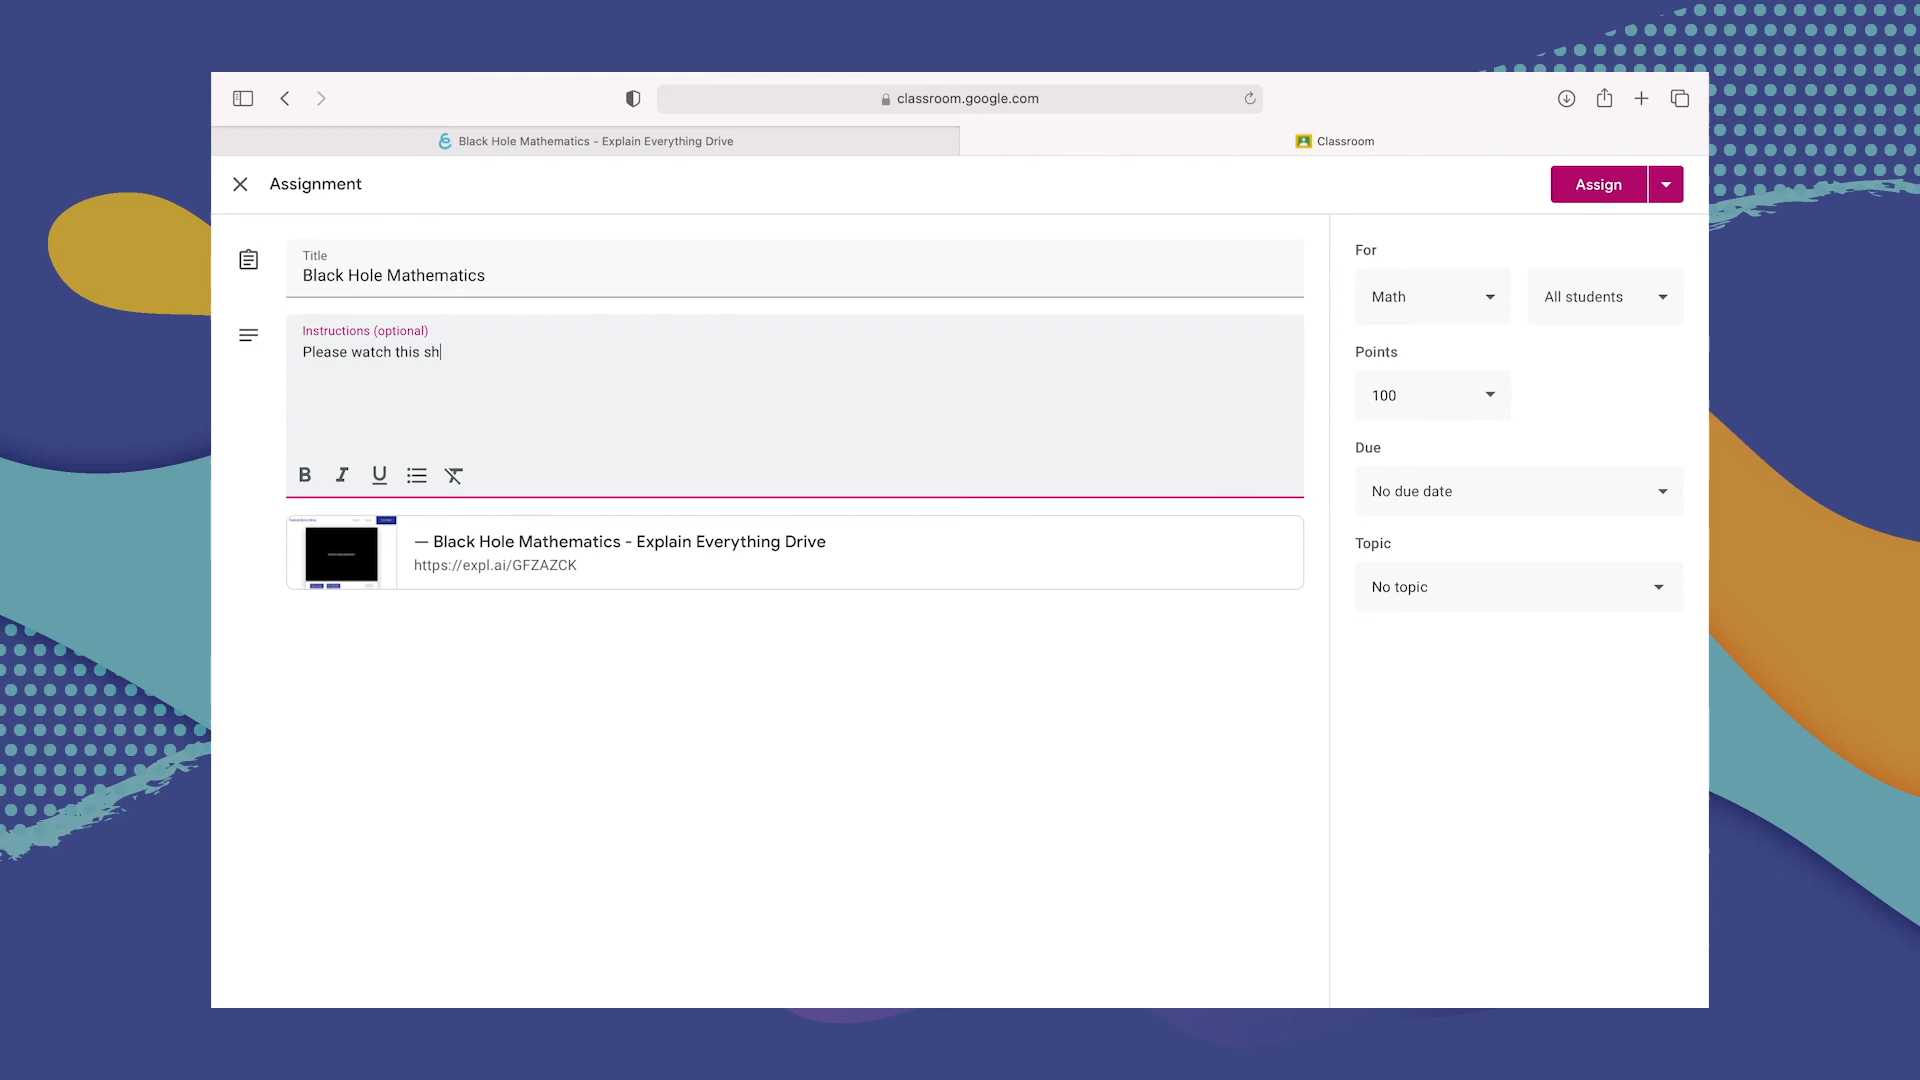 classroom.google.com
Black Hole Mathematics - Explain Everything Drive
Classroom
Assignment
Assign
Title
Black Hole Mathematics
Instructions (optional)
Please watch this sh
B I U
— Black Hole Mathematics - Explain Everything Drive
https://expl.ai/GFZAZCK
For
Math
All students
Points
100
Due
No due date
Topic
No topic